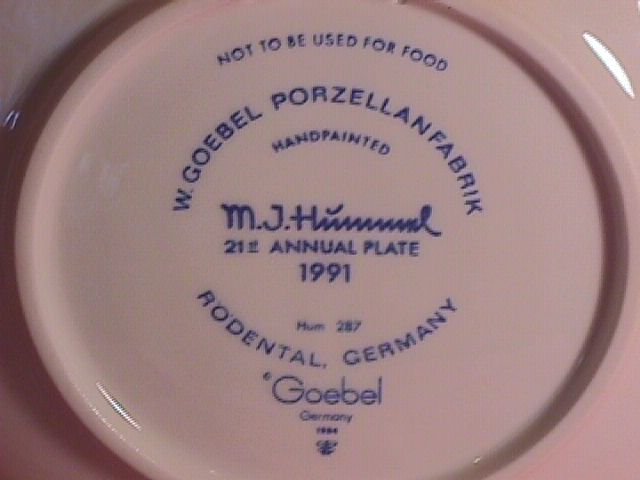 NOT TO BE USED FOR FOOD
W. GOEBEL PORZELLANFABRIK
HANDPAINTED
M.J. Hummel
21st ANNUAL PLATE
1991
Hum 287
RODENTAL, GERMANY
© Goebel
Germany
1984